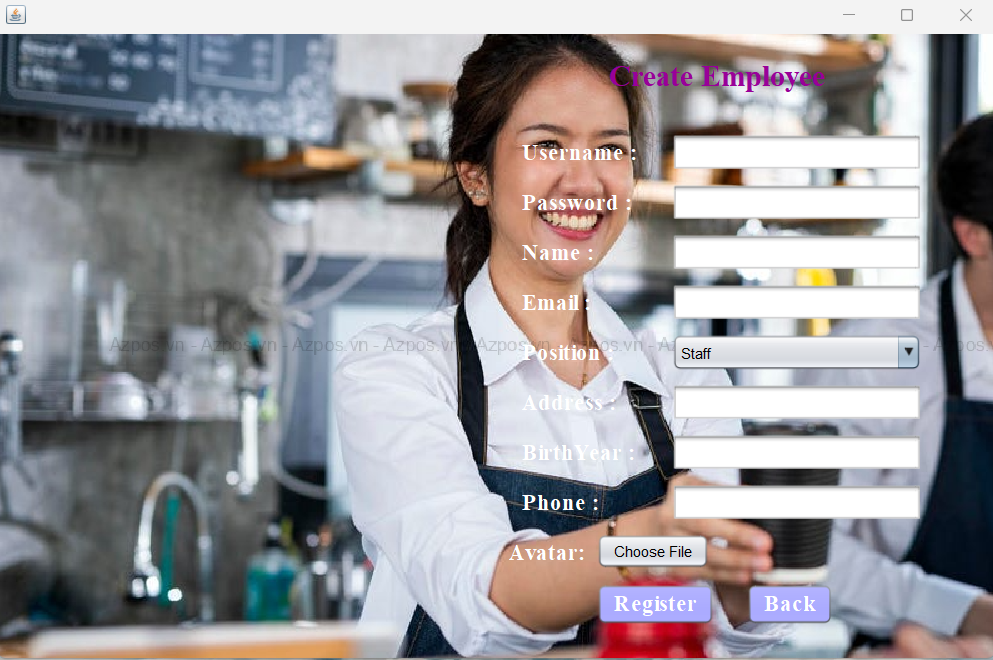 Create Employee
Username :
Password :
Name :
Email :
Azpos.vn - Azpos.vn - Azpos.vn - Azpos.vn - Azpos.vn - Azpos.vn
Position :
Staff
Address :
BirthYear :
Phone :
Avatar:
Choose File
Register
Back